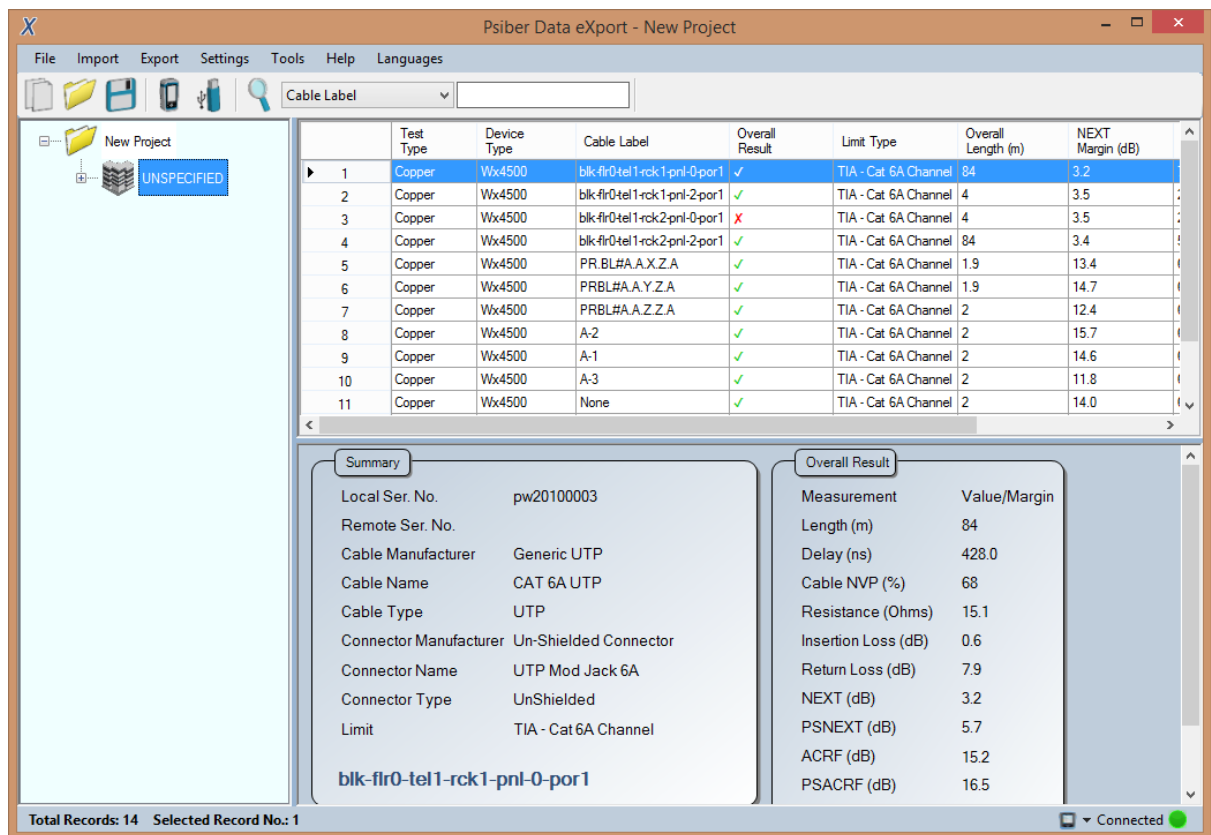 X Psiber Data eXport - New Project
File Import Export Settings Tools Help Languages
Cable Label
New Project
UNSPECIFIED
Test Type Device Type Cable Label Overall Result Limit Type Overall Length (m) NEXT Margin (dB)
1 Copper Wx4500 blk-flr0-tel1-rck1-pnl-0-por1 ✓ TIA - Cat 6A Channel 84 3.2
2 Copper Wx4500 blk-flr0-tel1-rck1-pnl-2-por1 ✓ TIA - Cat 6A Channel 4 3.5
3 Copper Wx4500 blk-flr0-tel1-rck2-pnl-0-por1 X TIA - Cat 6A Channel 4 3.5
4 Copper Wx4500 blk-flr0-tel1-rck2-pnl-2-por1 ✓ TIA - Cat 6A Channel 84 3.4
5 Copper Wx4500 PR.BL#A.A.X.Z.A ✓ TIA - Cat 6A Channel 1.9 13.4
6 Copper Wx4500 PRBL#A.A.Y.Z.A ✓ TIA - Cat 6A Channel 1.9 14.7
7 Copper Wx4500 PRBL#A.A.Z.Z.A ✓ TIA - Cat 6A Channel 2 12.4
8 Copper Wx4500 A-2 ✓ TIA - Cat 6A Channel 2 15.7
9 Copper Wx4500 A-1 ✓ TIA - Cat 6A Channel 2 14.6
10 Copper Wx4500 A-3 ✓ TIA - Cat 6A Channel 2 11.8
11 Copper Wx4500 None ✓ TIA - Cat 6A Channel 2 14.0
Summary
Local Ser. No. pw20100003
Remote Ser. No.
Cable Manufacturer Generic UTP
Cable Name CAT 6A UTP
Cable Type UTP
Connector Manufacturer Un-Shielded Connector
Connector Name UTP Mod Jack 6A
Connector Type UnShielded
Limit TIA - Cat 6A Channel
blk-flr0-tel1-rck1-pnl-0-por1
Overall Result
Measurement Value/Margin
Length (m) 84
Delay (ns) 428.0
Cable NVP (%) 68
Resistance (Ohms) 15.1
Insertion Loss (dB) 0.6
Return Loss (dB) 7.9
NEXT (dB) 3.2
PSNEXT (dB) 5.7
ACRF (dB) 15.2
PSACRF (dB) 16.5
Total Records: 14 Selected Record No.: 1
Connected